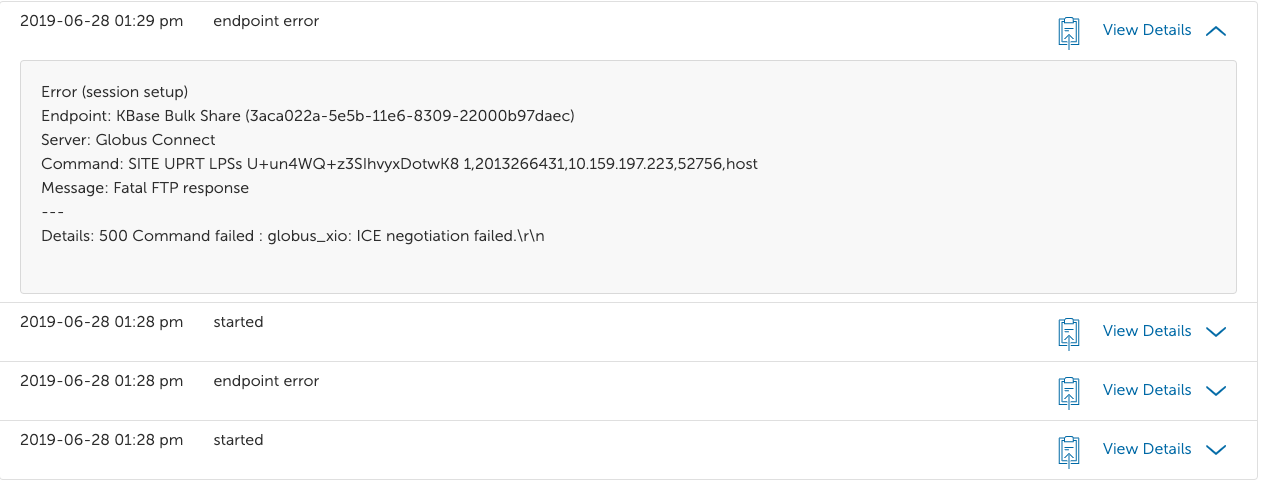 2019-06-28 01:29 pm endpoint error View Details
Error (session setup)
Endpoint: KBase Bulk Share (3aca022a-5e5b-11e6-8309-22000b97daec)
Server: Globus Connect
Command: SITE UPRT LPSs U+un4WQ+z3SIhvyxDotwK8 1,2013266431,10.159.197.223,52756,host
Message: Fatal FTP response
---
Details: 500 Command failed : globus_xio: ICE negotiation failed.\r\n
2019-06-28 01:28 pm started View Details
2019-06-28 01:28 pm endpoint error View Details
2019-06-28 01:28 pm started View Details